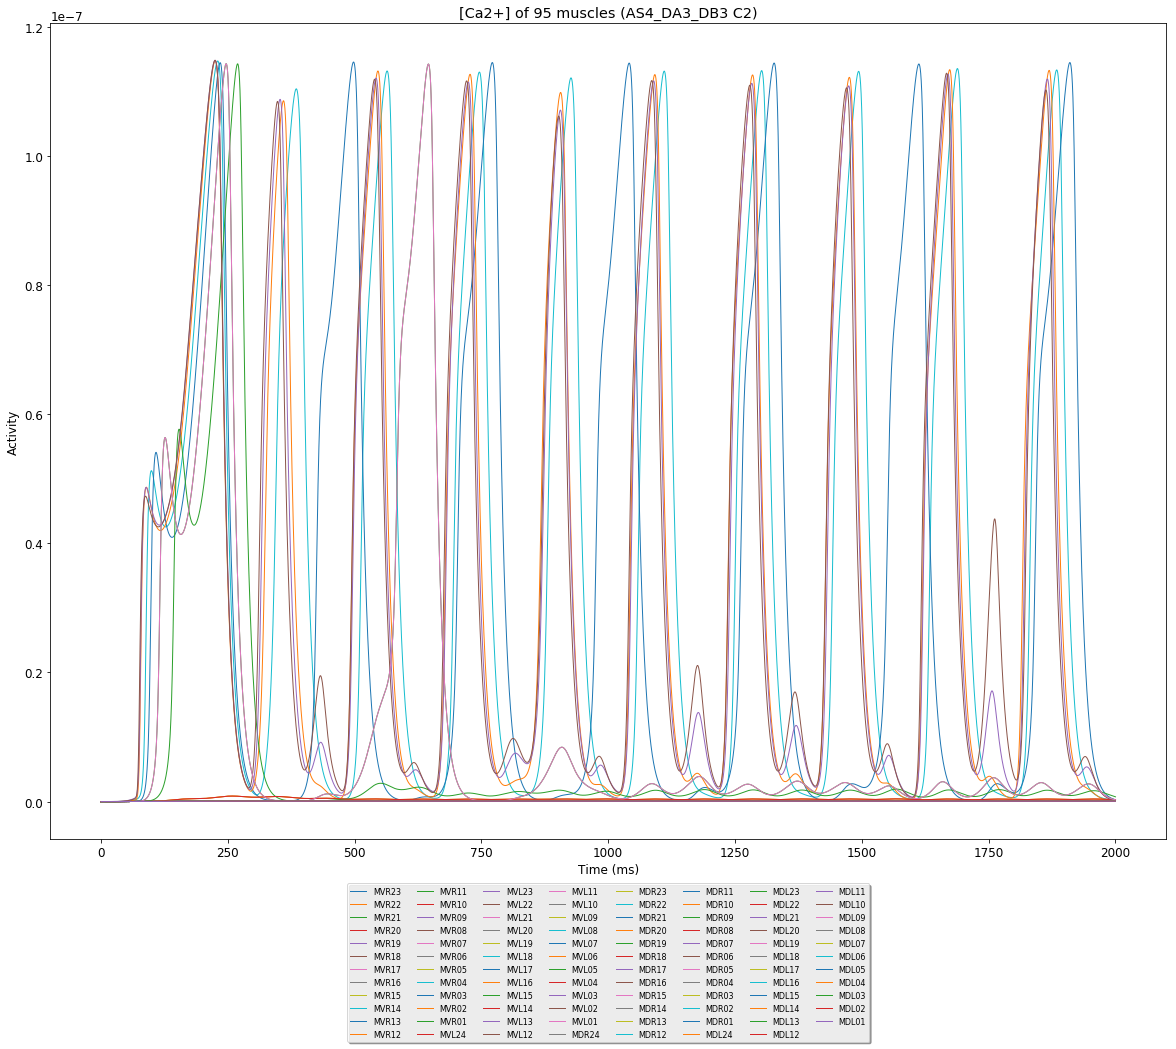 [Ca2+] of 95 muscles (AS4_DA3_DB3 C2)
1e−7
1.2
1.0
0.8
0.6
0.4
0.2
0.0
Activity
0 250 500 750 1000 1250 1500 1750 2000
Time (ms)
MVR23 MVR11 MVL23 MVL11 MDR23 MDR11 MDL23 MDL11
MVR22 MVR10 MVL22 MVL10 MDR22 MDR10 MDL22 MDL10
MVR21 MVR09 MVL21 MVL09 MDR21 MDR09 MDL21 MDL09
MVR20 MVR08 MVL20 MVL08 MDR20 MDR08 MDL20 MDL08
MVR19 MVR07 MVL19 MVL07 MDR19 MDR07 MDL19 MDL07
MVR18 MVR06 MVL18 MVL06 MDR18 MDR06 MDL18 MDL06
MVR17 MVR05 MVL17 MVL05 MDR17 MDR05 MDL17 MDL05
MVR16 MVR04 MVL16 MVL04 MDR16 MDR04 MDL16 MDL04
MVR15 MVR03 MVL15 MVL03 MDR15 MDR03 MDL15 MDL03
MVR14 MVR02 MVL14 MVL02 MDR14 MDR02 MDL14 MDL02
MVR13 MVR01 MVL13 MVL01 MDR13 MDR01 MDL13 MDL01
MVR12 MVL24 MVL12 MDR24 MDR12 MDL24 MDL12